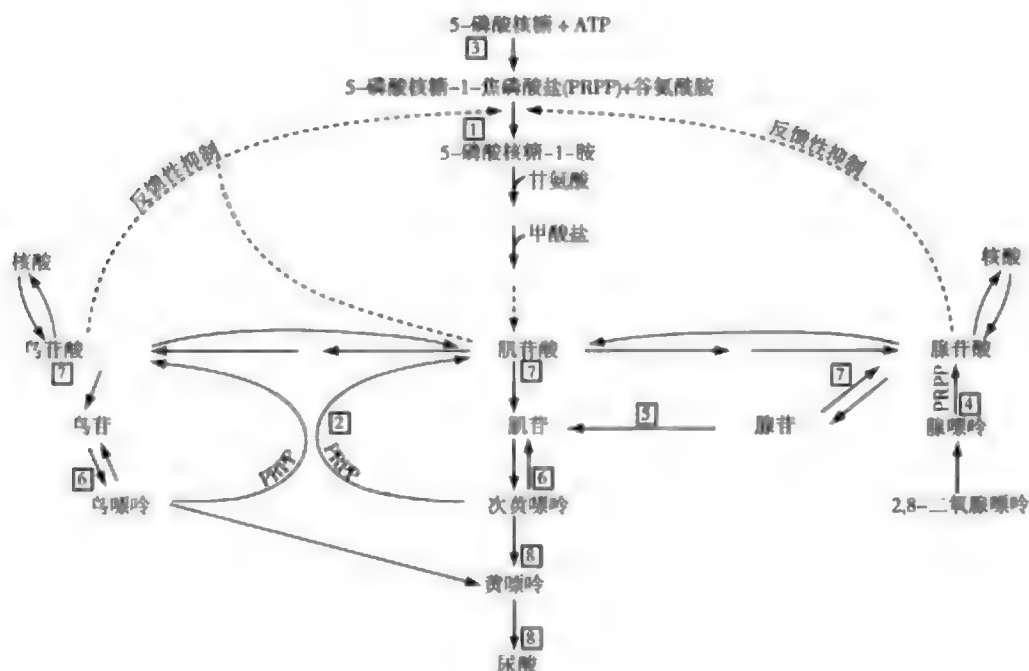 5-磷酸核糖 + ATP
3
5-磷酸核糖-1-焦磷酸盐(PRPP)+谷氨酰胺
1
5-磷酸核糖-1-胺
反馈性抑制
反馈性抑制
甘氨酸
甲酸盐
核酸
核酸
鸟苷酸
肌苷酸
腺苷酸
7
7
7
PRPP
4
鸟苷
2
肌苷
5
腺苷
腺嘌呤
6
PRPP
PRPP
6
鸟嘌呤
次黄嘌呤
2,8-二氧腺嘌呤
8
黄嘌呤
8
尿酸